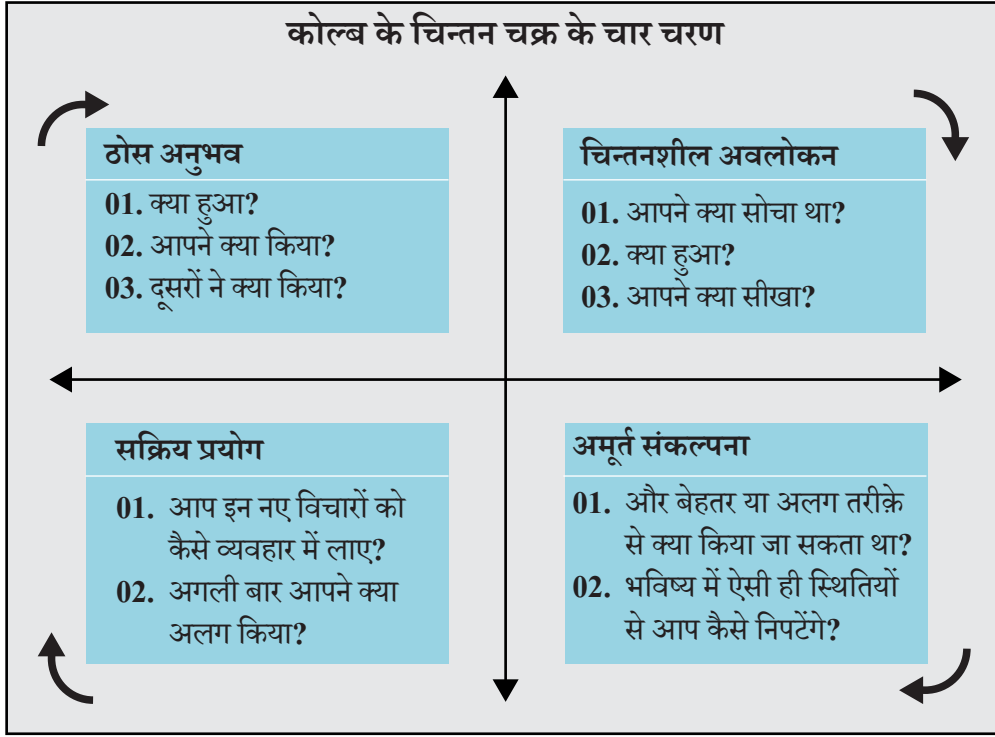 कोल्ब के चिन्तन चक्र के चार चरण
ठोस अनुभव
01. क्या हुआ?
02. आपने क्या किया?
03. दूसरों ने क्या किया?
चिन्तनशील अवलोकन
01. आपने क्या सोचा था?
02. क्या हुआ?
03. आपने क्या सीखा?
सक्रिय प्रयोग
01. आप इन नए विचारों को
कैसे व्यवहार में लाए?
02. अगली बार आपने क्या
अलग किया?
अमूर्त संकल्पना
01. और बेहतर या अलग तरीक़े
से क्या किया जा सकता था?
02. भविष्य में ऐसी ही स्थितियों
से आप कैसे निपटेंगे?